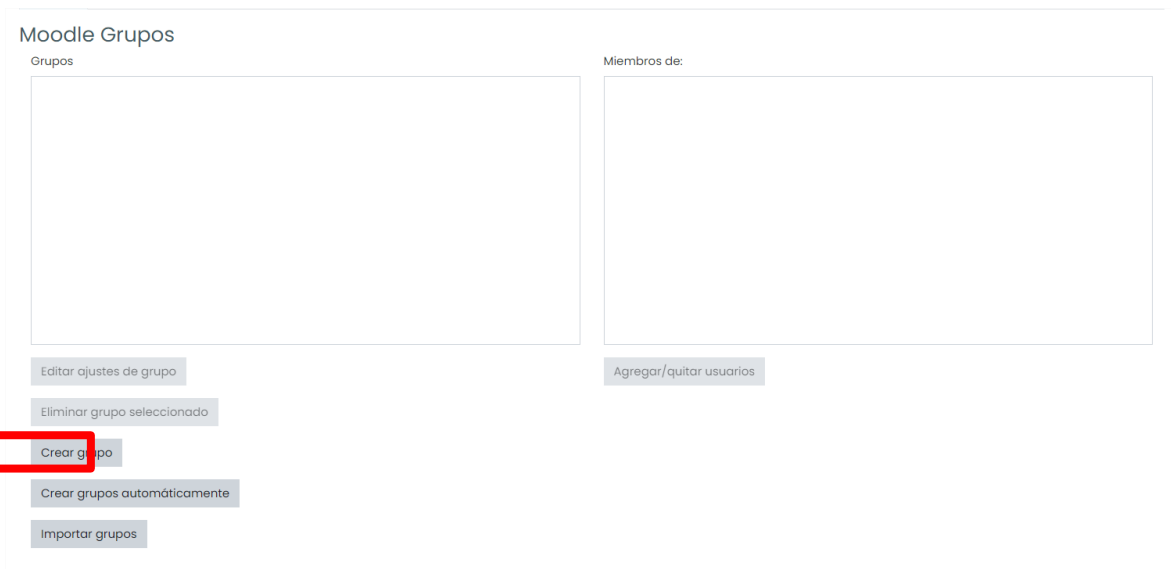 Moodle Grupos
Grupos
Miembros de:
Editar ajustes de grupo
Agregar/quitar usuarios
Eliminar grupo seleccionado
Crear grupo
Crear grupos automáticamente
Importar grupos